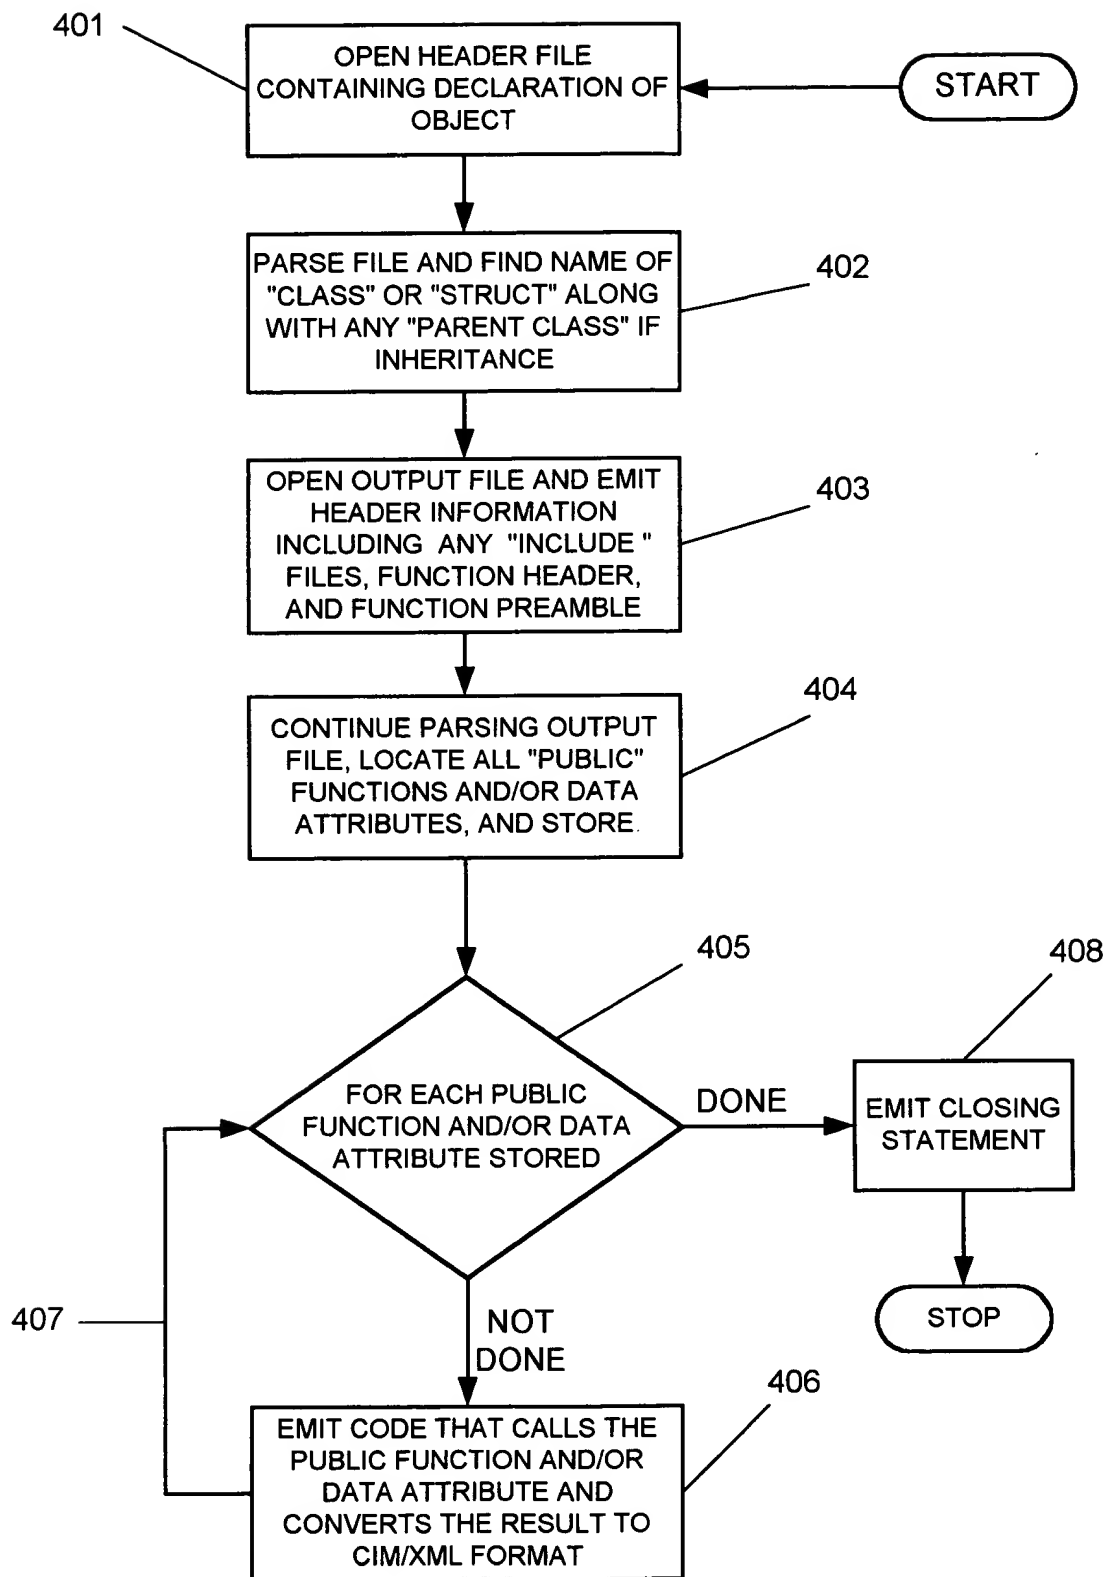 401
OPEN HEADER FILE
CONTAINING DECLARATION OF
OBJECT
START
PARSE FILE AND FIND NAME OF
"CLASS" OR "STRUCT" ALONG
WITH ANY "PARENT CLASS" IF
INHERITANCE
402
OPEN OUTPUT FILE AND EMIT
HEADER INFORMATION
INCLUDING ANY "INCLUDE "
FILES, FUNCTION HEADER,
AND FUNCTION PREAMBLE
403
CONTINUE PARSING OUTPUT
FILE, LOCATE ALL "PUBLIC"
FUNCTIONS AND/OR DATA
ATTRIBUTES, AND STORE.
404
405
FOR EACH PUBLIC
FUNCTION AND/OR DATA
ATTRIBUTE STORED
DONE
408
EMIT CLOSING
STATEMENT
STOP
407
NOT
DONE
406
EMIT CODE THAT CALLS THE
PUBLIC FUNCTION AND/OR
DATA ATTRIBUTE AND
CONVERTS THE RESULT TO
CIM/XML FORMAT